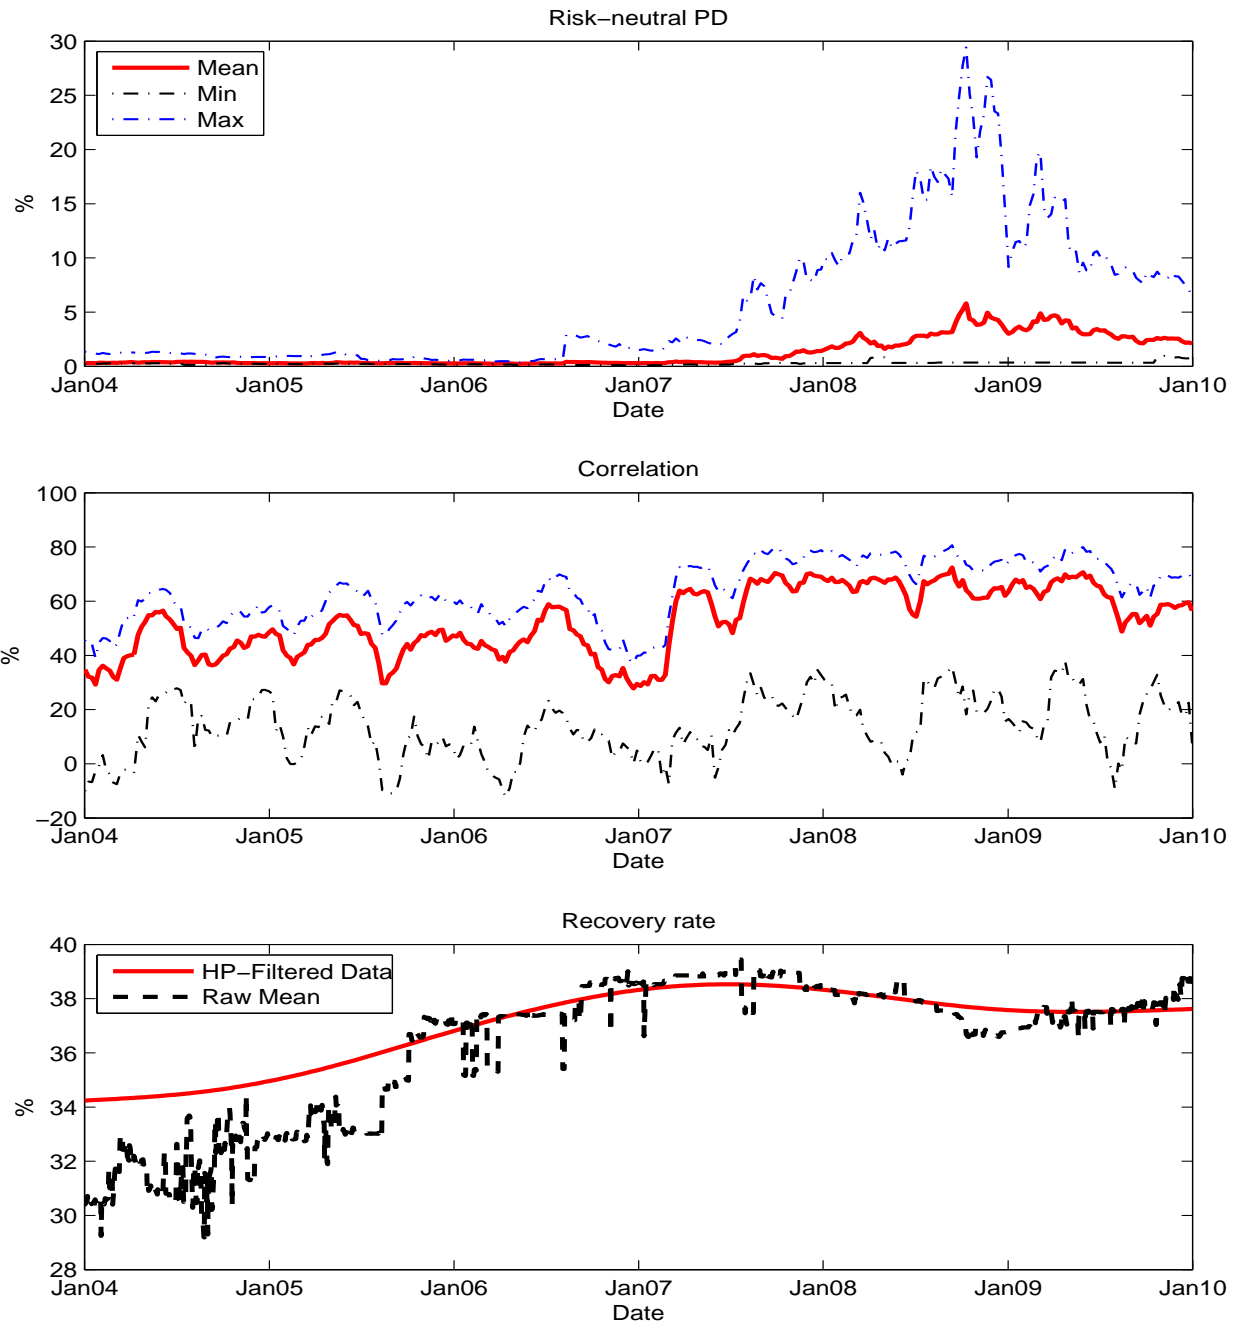 Risk−neutral PD
30
25
20
15
10
5
0
%
Mean
Min
Max
Jan04 Jan05 Jan06 Jan07 Jan08 Jan09 Jan10
Date
Correlation
100
80
60
40
20
0
−20
%
Jan04 Jan05 Jan06 Jan07 Jan08 Jan09 Jan10
Date
Recovery rate
40
38
36
34
32
30
28
%
HP−Filtered Data
Raw Mean
Jan04 Jan05 Jan06 Jan07 Jan08 Jan09 Jan10
Date